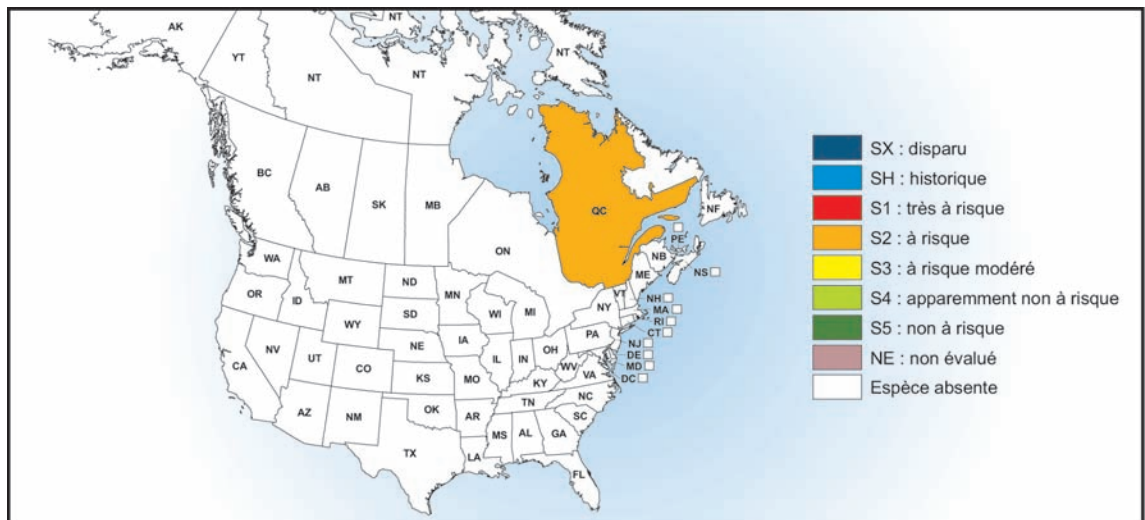 AK
NT
YT
NT
NT
NT
BC
AB
SK
MB
QC
NF
ON
PE
NB
NS
WA
ME
MT
ND
MN
VT
OR
ID
NH
SD
WI
MI
NY
MA
WY
RI
CT
IA
PA
NE
NJ
NV
OH
DE
UT
IL
IN
MD
CA
CO
WV
VA
DC
KS
MO
KY
NC
TN
AZ
NM
OK
AR
SC
MS
AL
GA
TX
LA
FL
SX : disparu
SH : historique
S1 : très à risque
S2 : à risque
S3 : à risque modéré
S4 : apparemment non à risque
S5 : non à risque
NE : non évalué
Espèce absente